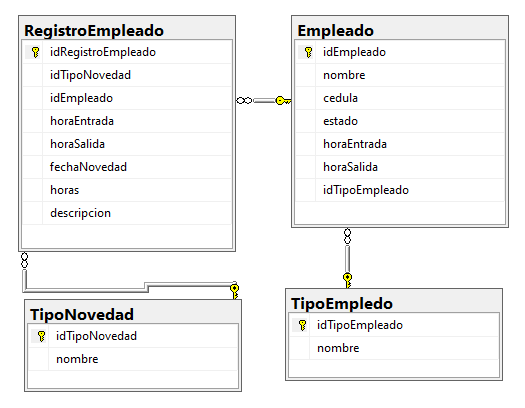 RegistroEmpleado
idRegistroEmpleado
idTipoNovedad
idEmpleado
horaEntrada
horaSalida
fechaNovedad
horas
descripcion
Empleado
idEmpleado
nombre
cedula
estado
horaEntrada
horaSalida
idTipoEmpleado
TipoNovedad
idTipoNovedad
nombre
TipoEmpledo
idTipoEmpleado
nombre